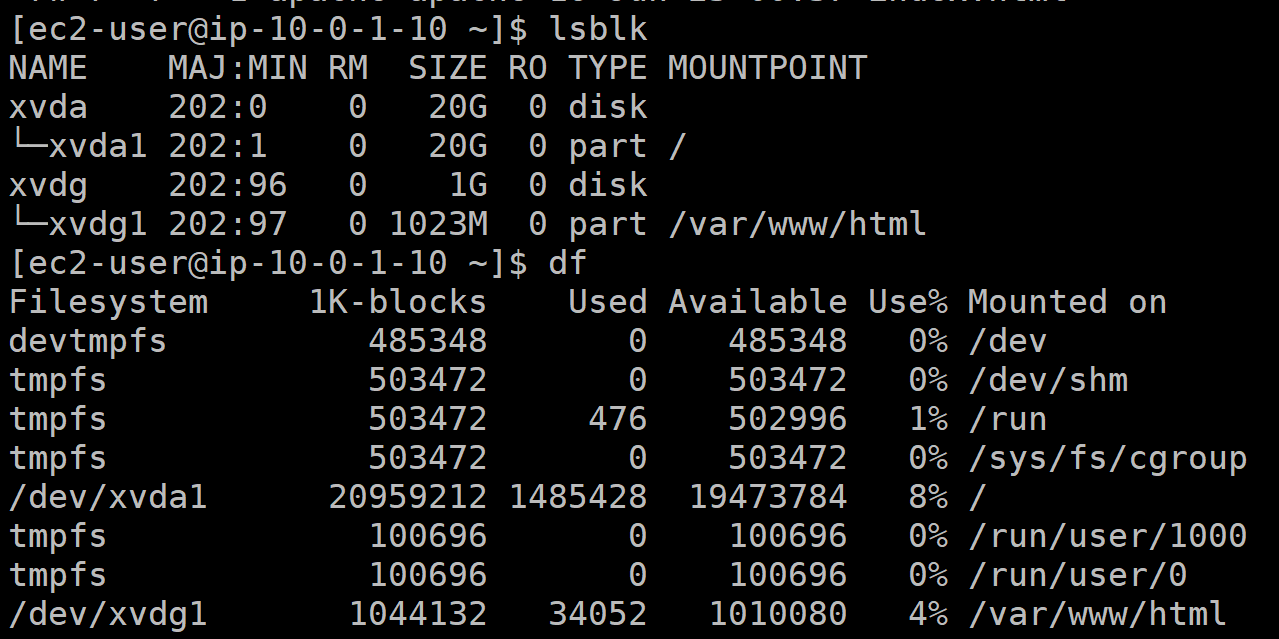 [ec2-user@ip-10-0-1-10 ~]$ lsblk
NAME    MAJ:MIN RM  SIZE RO TYPE MOUNTPOINT
xvda    202:0    0   20G  0 disk
└─xvda1 202:1    0   20G  0 part /
xvdg    202:96   0    1G  0 disk
└─xvdg1 202:97   0 1023M  0 part /var/www/html
[ec2-user@ip-10-0-1-10 ~]$ df
Filesystem     1K-blocks    Used Available Use% Mounted on
devtmpfs          485348       0    485348   0% /dev
tmpfs             503472       0    503472   0% /dev/shm
tmpfs             503472     476    502996   1% /run
tmpfs             503472       0    503472   0% /sys/fs/cgroup
/dev/xvda1      20959212 1485428  19473784   8% /
tmpfs             100696       0    100696   0% /run/user/1000
tmpfs             100696       0    100696   0% /run/user/0
/dev/xvdg1       1044132   34052   1010080   4% /var/www/html